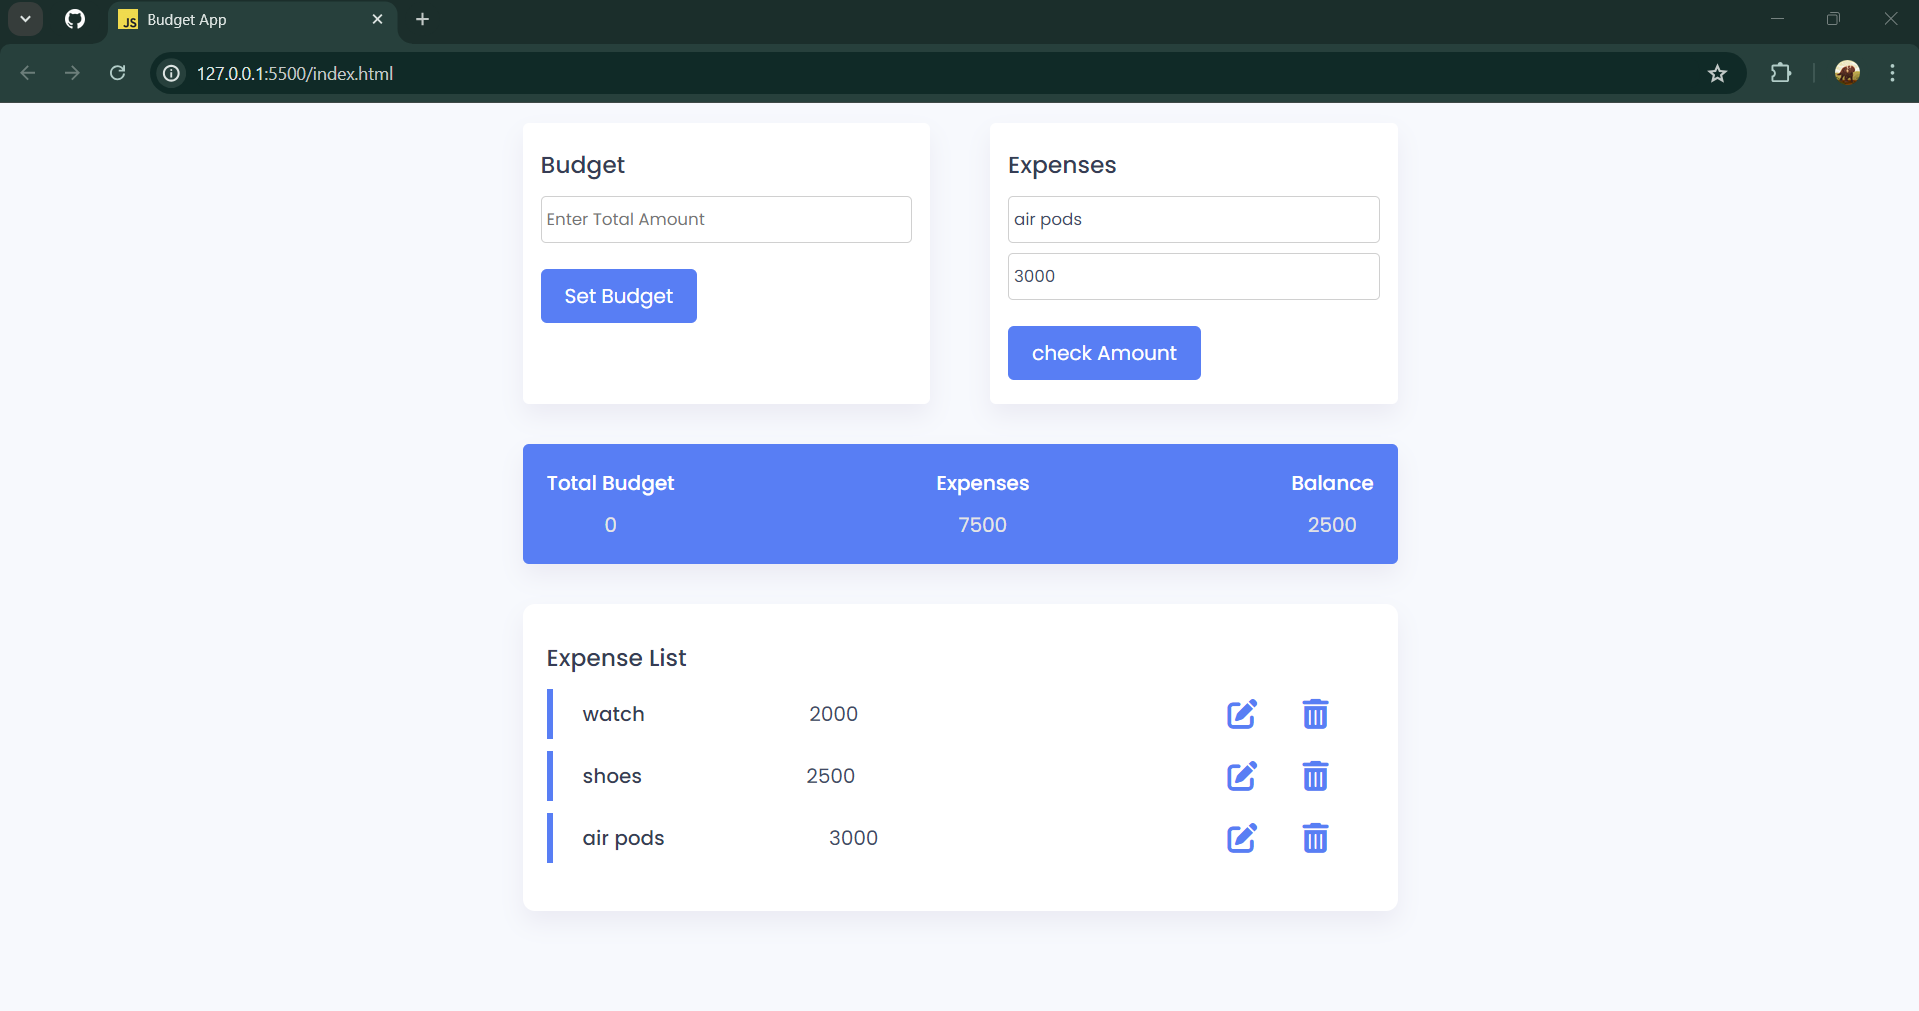 JS Budget App
127.0.0.1:5500/index.html
Budget
Enter Total Amount
Set Budget
Expenses
air pods
3000
check Amount
Total Budget Expenses Balance
0 7500 2500
Expense List
watch 2000
shoes 2500
air pods 3000